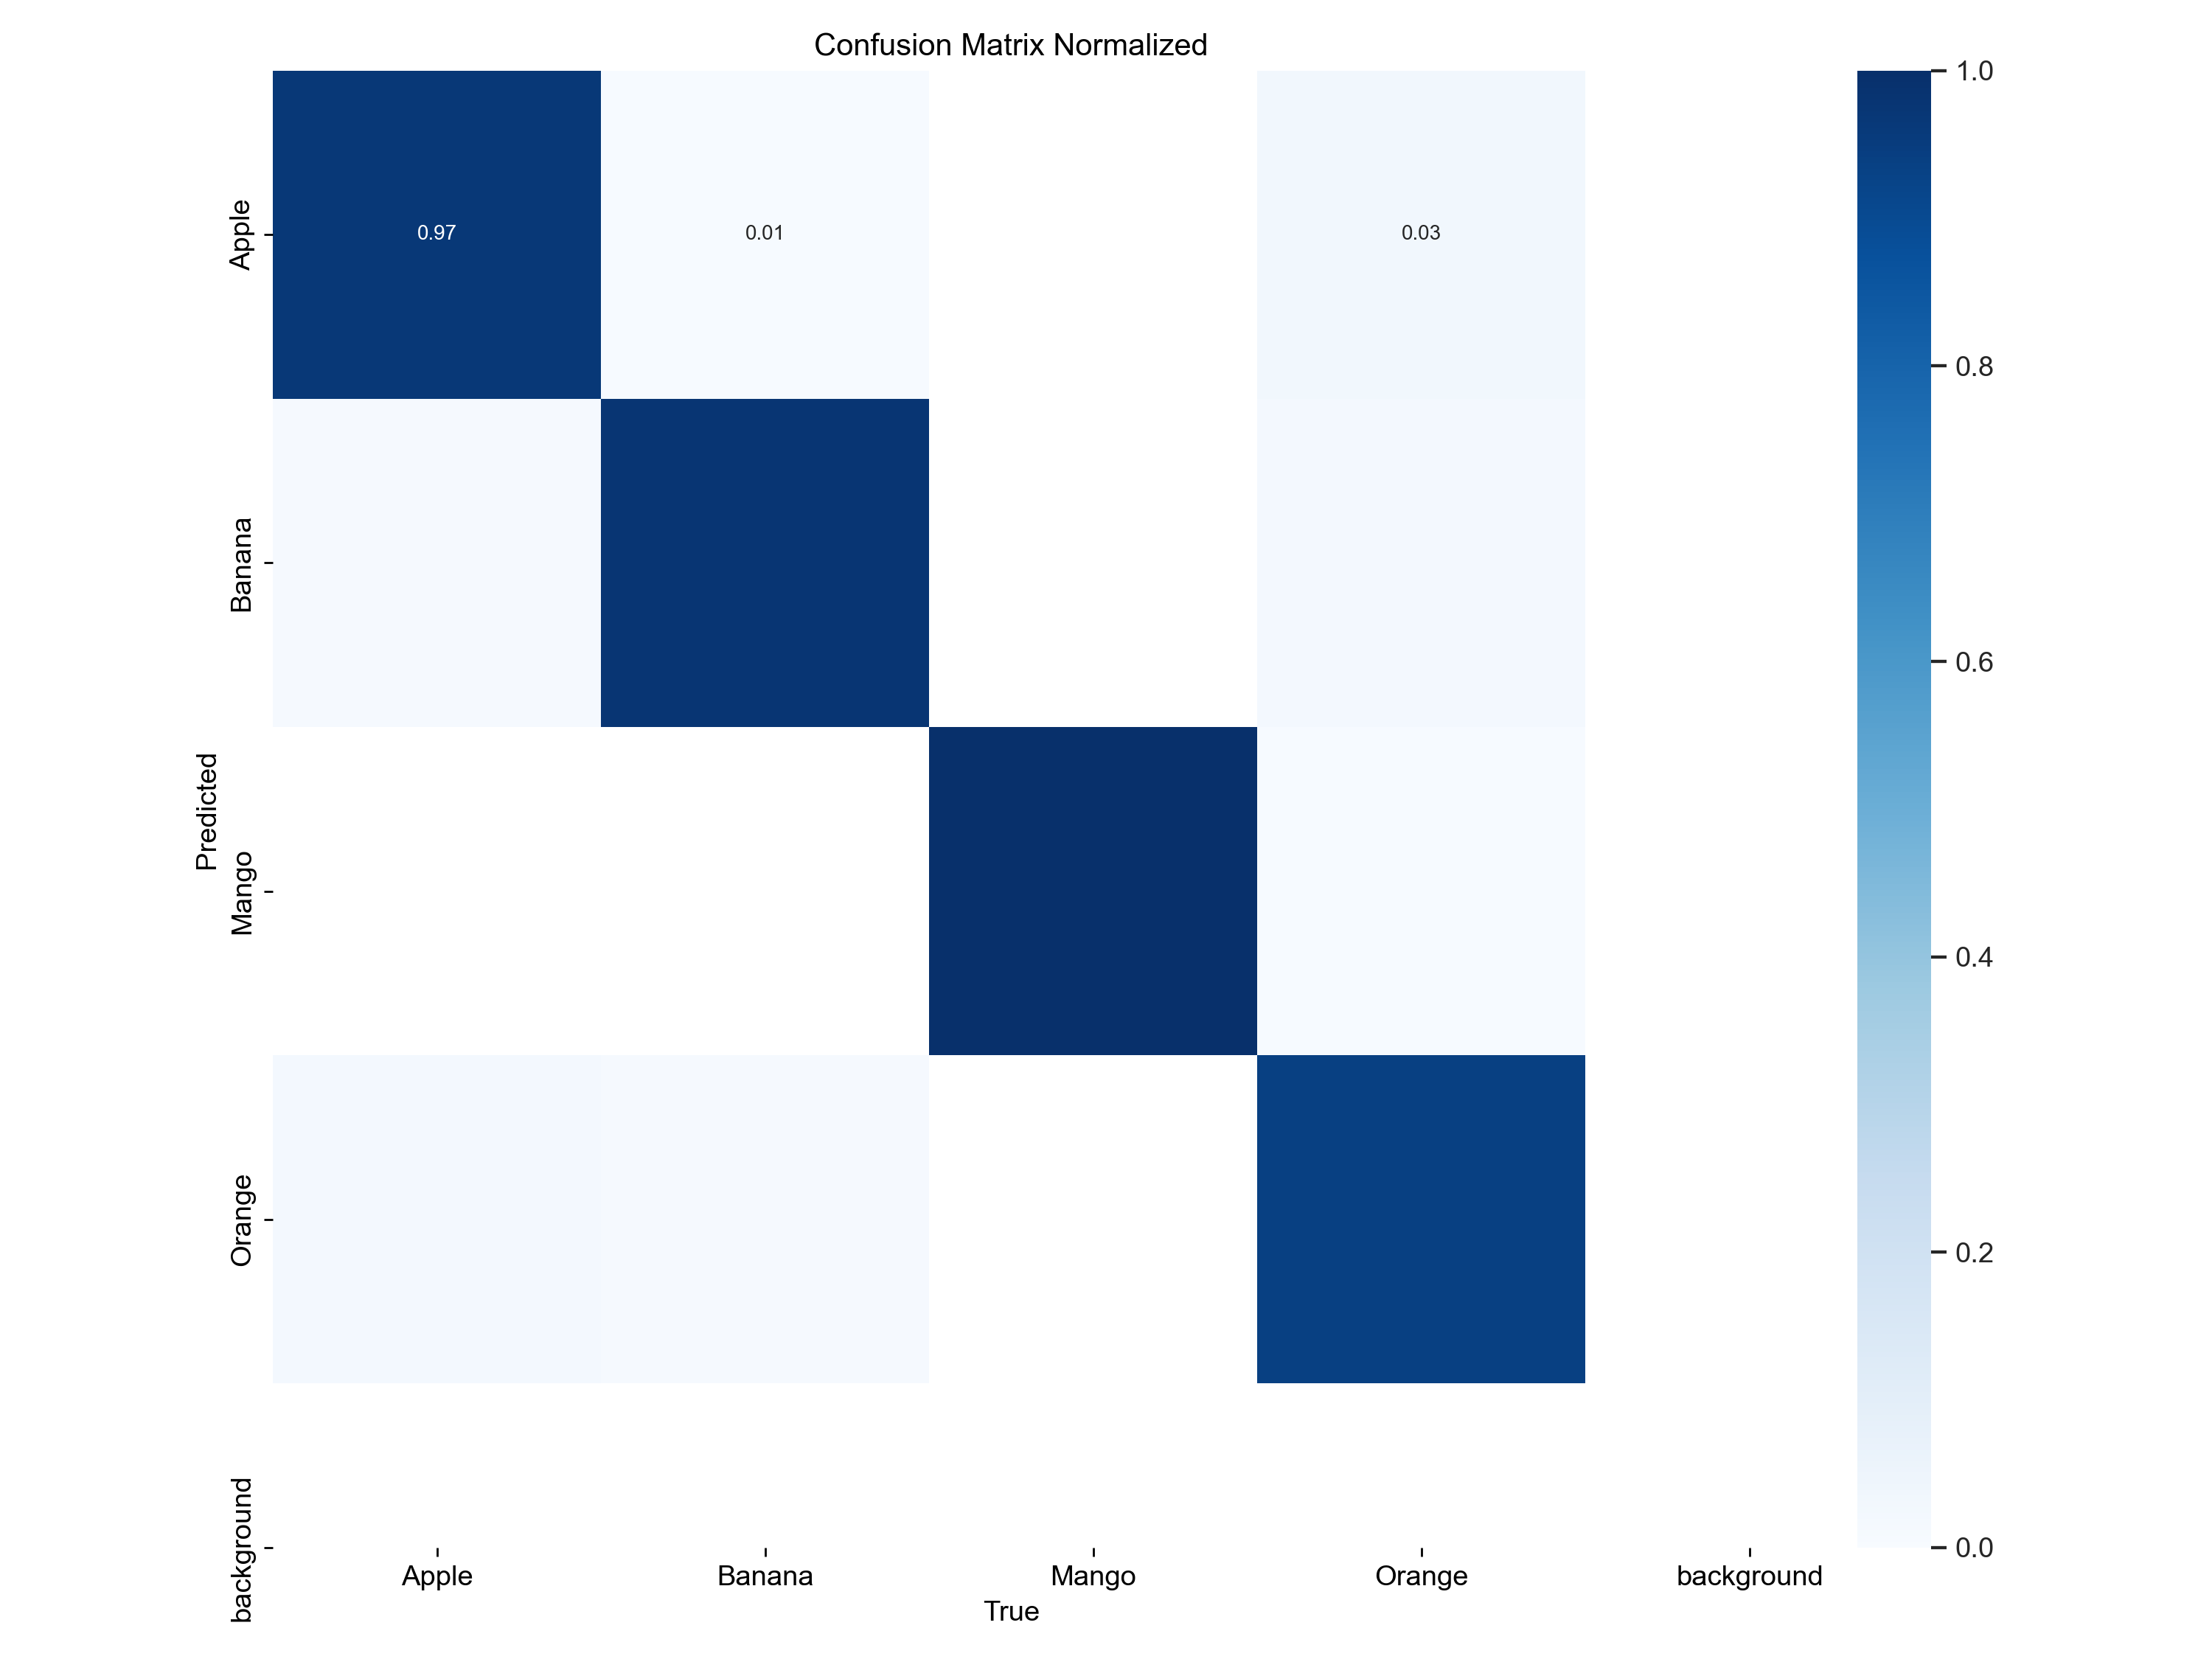 Confusion Matrix Normalized
Apple
0.97
0.01
0.03
Banana
Mango
Orange
background
Predicted
Apple
Banana
Mango
Orange
background
True
1.0
0.8
0.6
0.4
0.2
0.0